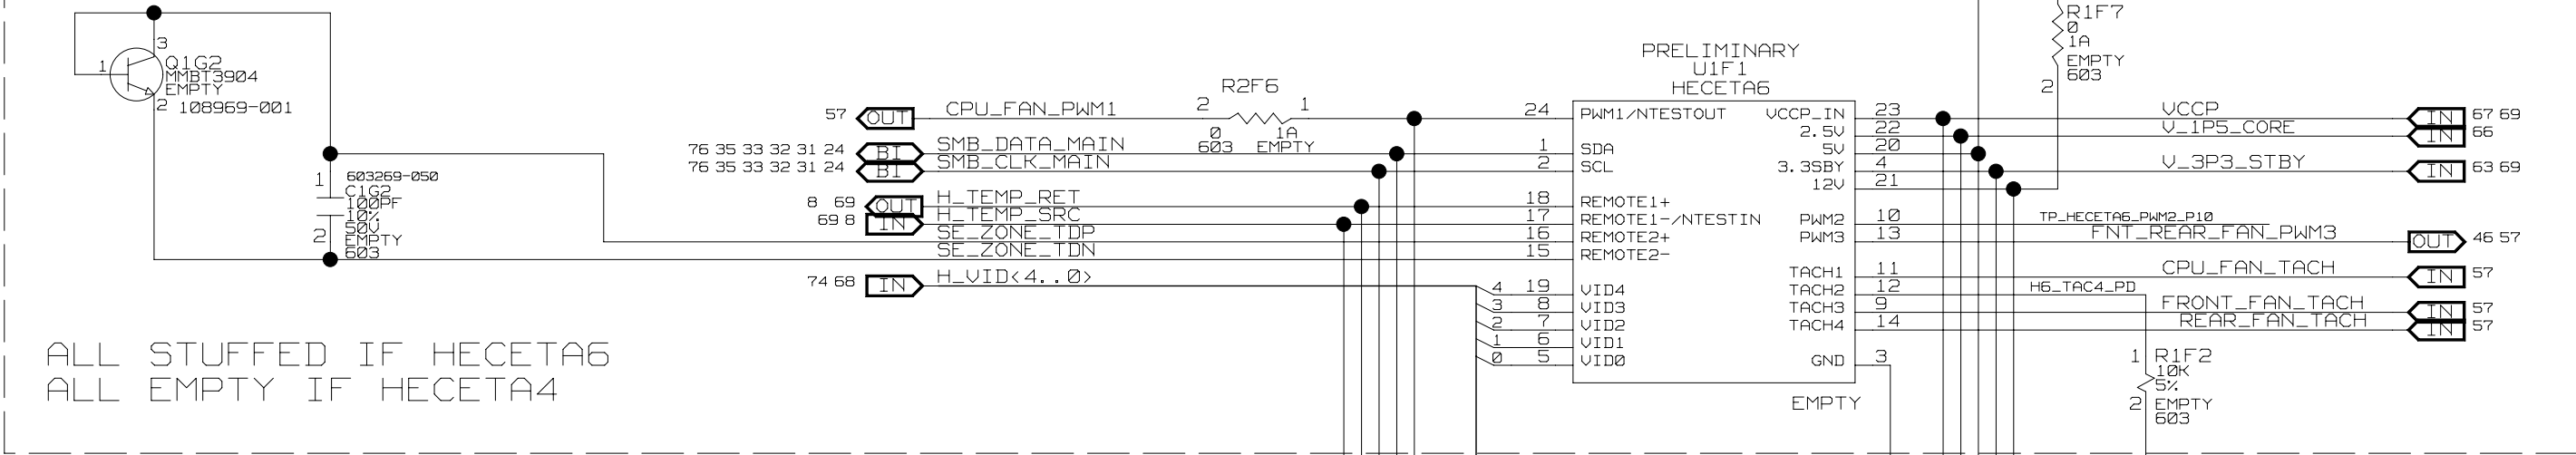 3
1
Q1G2
MMBT3904
EMPTY
2 108969-001
1 603269-050
C1G2
100PF
10%
50V
2 EMPTY
603
ALL STUFFED IF HECETA6
ALL EMPTY IF HECETA4
57 OUT CPU_FAN_PWM1
R2F6
2 1
0 1A
603 EMPTY
76 35 33 32 31 24 BI SMB_DATA_MAIN
76 35 33 32 31 24 BI SMB_CLK_MAIN
8 69 OUT H_TEMP_RET
69 8 IN H_TEMP_SRC
SE_ZONE_TDP
SE_ZONE_TDN
74 68 IN H_VID<4..0>
PRELIMINARY
U1F1
HECETA6
24 PWM1/NTESTOUT
1 SDA
2 SCL
18 REMOTE1+
17 REMOTE1-/NTESTIN
16 REMOTE2+
15 REMOTE2-
4 19 VID4
3 8 VID3
2 7 VID2
1 6 VID1
0 5 VID0
VCCP_IN 23
2.5V 22
5V 20
3.3SBY 4
12V 21
PWM2 10
PWM3 13
TACH1 11
TACH2 12
TACH3 9
TACH4 14
GND 3
EMPTY
R1F7
0
1A
EMPTY
603
2
VCCP IN 67 69
V_1P5_CORE IN 66
V_3P3_STBY IN 63 69
TP_HECETA6_PWM2_P10
FNT_REAR_FAN_PWM3 OUT 46 57
CPU_FAN_TACH IN 57
H6_TAC4_PD
FRONT_FAN_TACH IN 57
REAR_FAN_TACH IN 57
1 R1F2
10K
5%
2 EMPTY
603